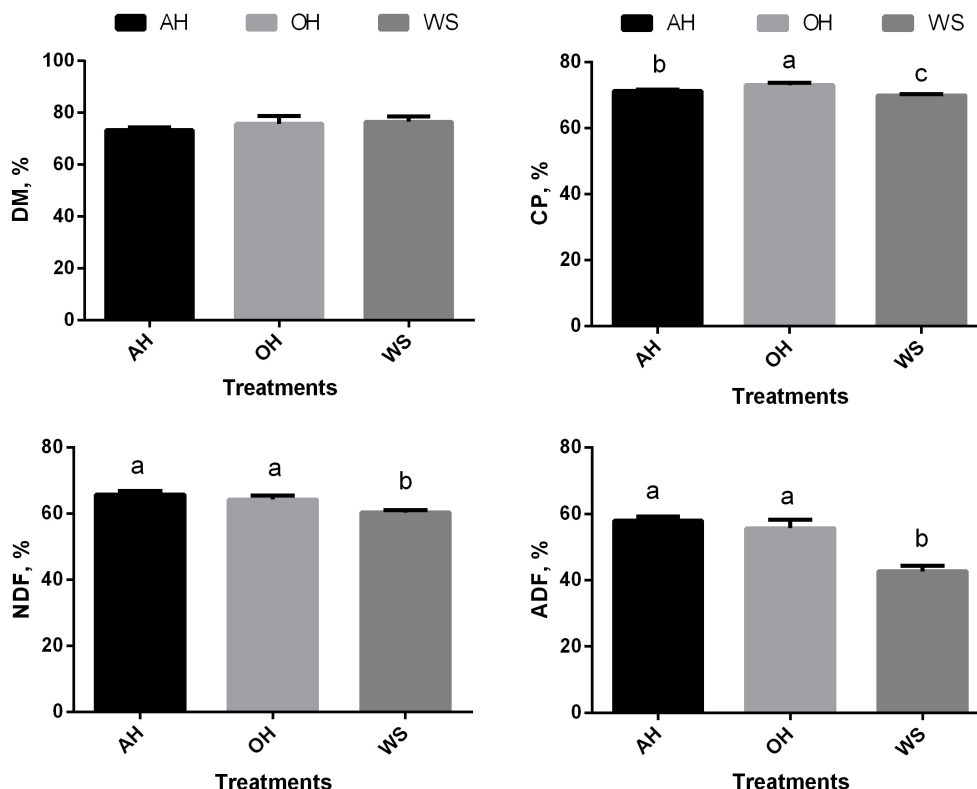 AH OH WS
AH OH WS
100
80
60
40
20
0
DM, %
AH OH WS
Treatments
80
60
40
20
0
CP, %
b a c
AH OH WS
Treatments
80
60
40
20
0
NDF, %
a a b
AH OH WS
Treatments
80
60
40
20
0
ADF, %
a a b
AH OH WS
Treatments